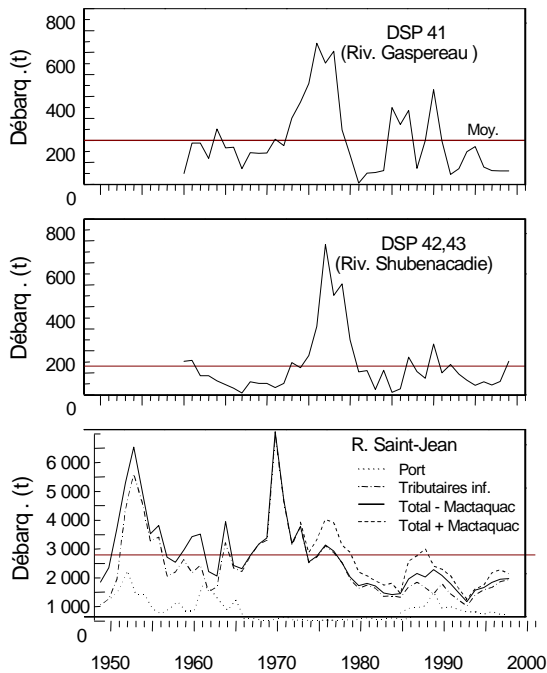 800
600
400
200
0
Débarq.(t)
DSP 41
(Riv. Gaspereau )
Moy.
800
600
400
200
0
Débarq. (t)
DSP 42,43
(Riv. Shubenacadie)
6 000
5 000
4 000
3 000
2 000
1 000
0
Débarq. (t)
R. Saint-Jean
Port
Tributaires inf.
Total - Mactaquac
Total + Mactaquac
1950 1960 1970 1980 1990 2000